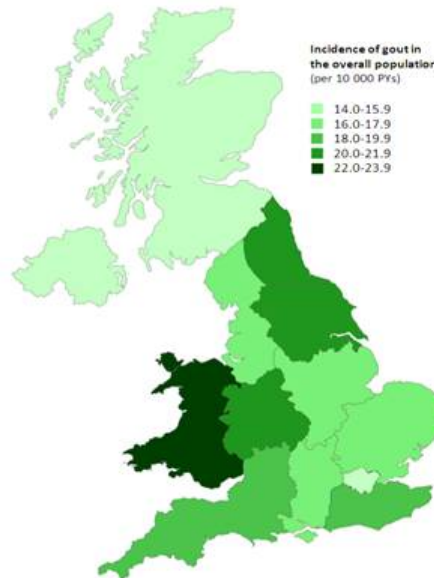 Incidence of gout in
the overall population
(per 10 000 PYs)
14.0-15.9
16.0-17.9
18.0-19.9
20.0-21.9
22.0-23.9